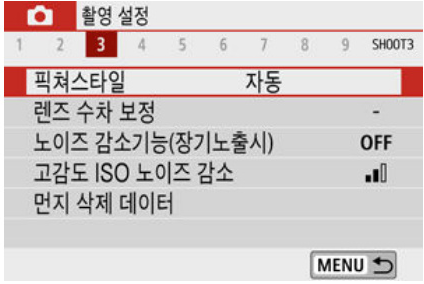 촬영 설정
1 2 3 4 5 6 7 8 9 SHOOT3
픽쳐스타일 자동
렌즈 수차 보정 -
노이즈 감소기능(장기노출시) OFF
고감도 ISO 노이즈 감소
먼지 삭제 데이터
MENU